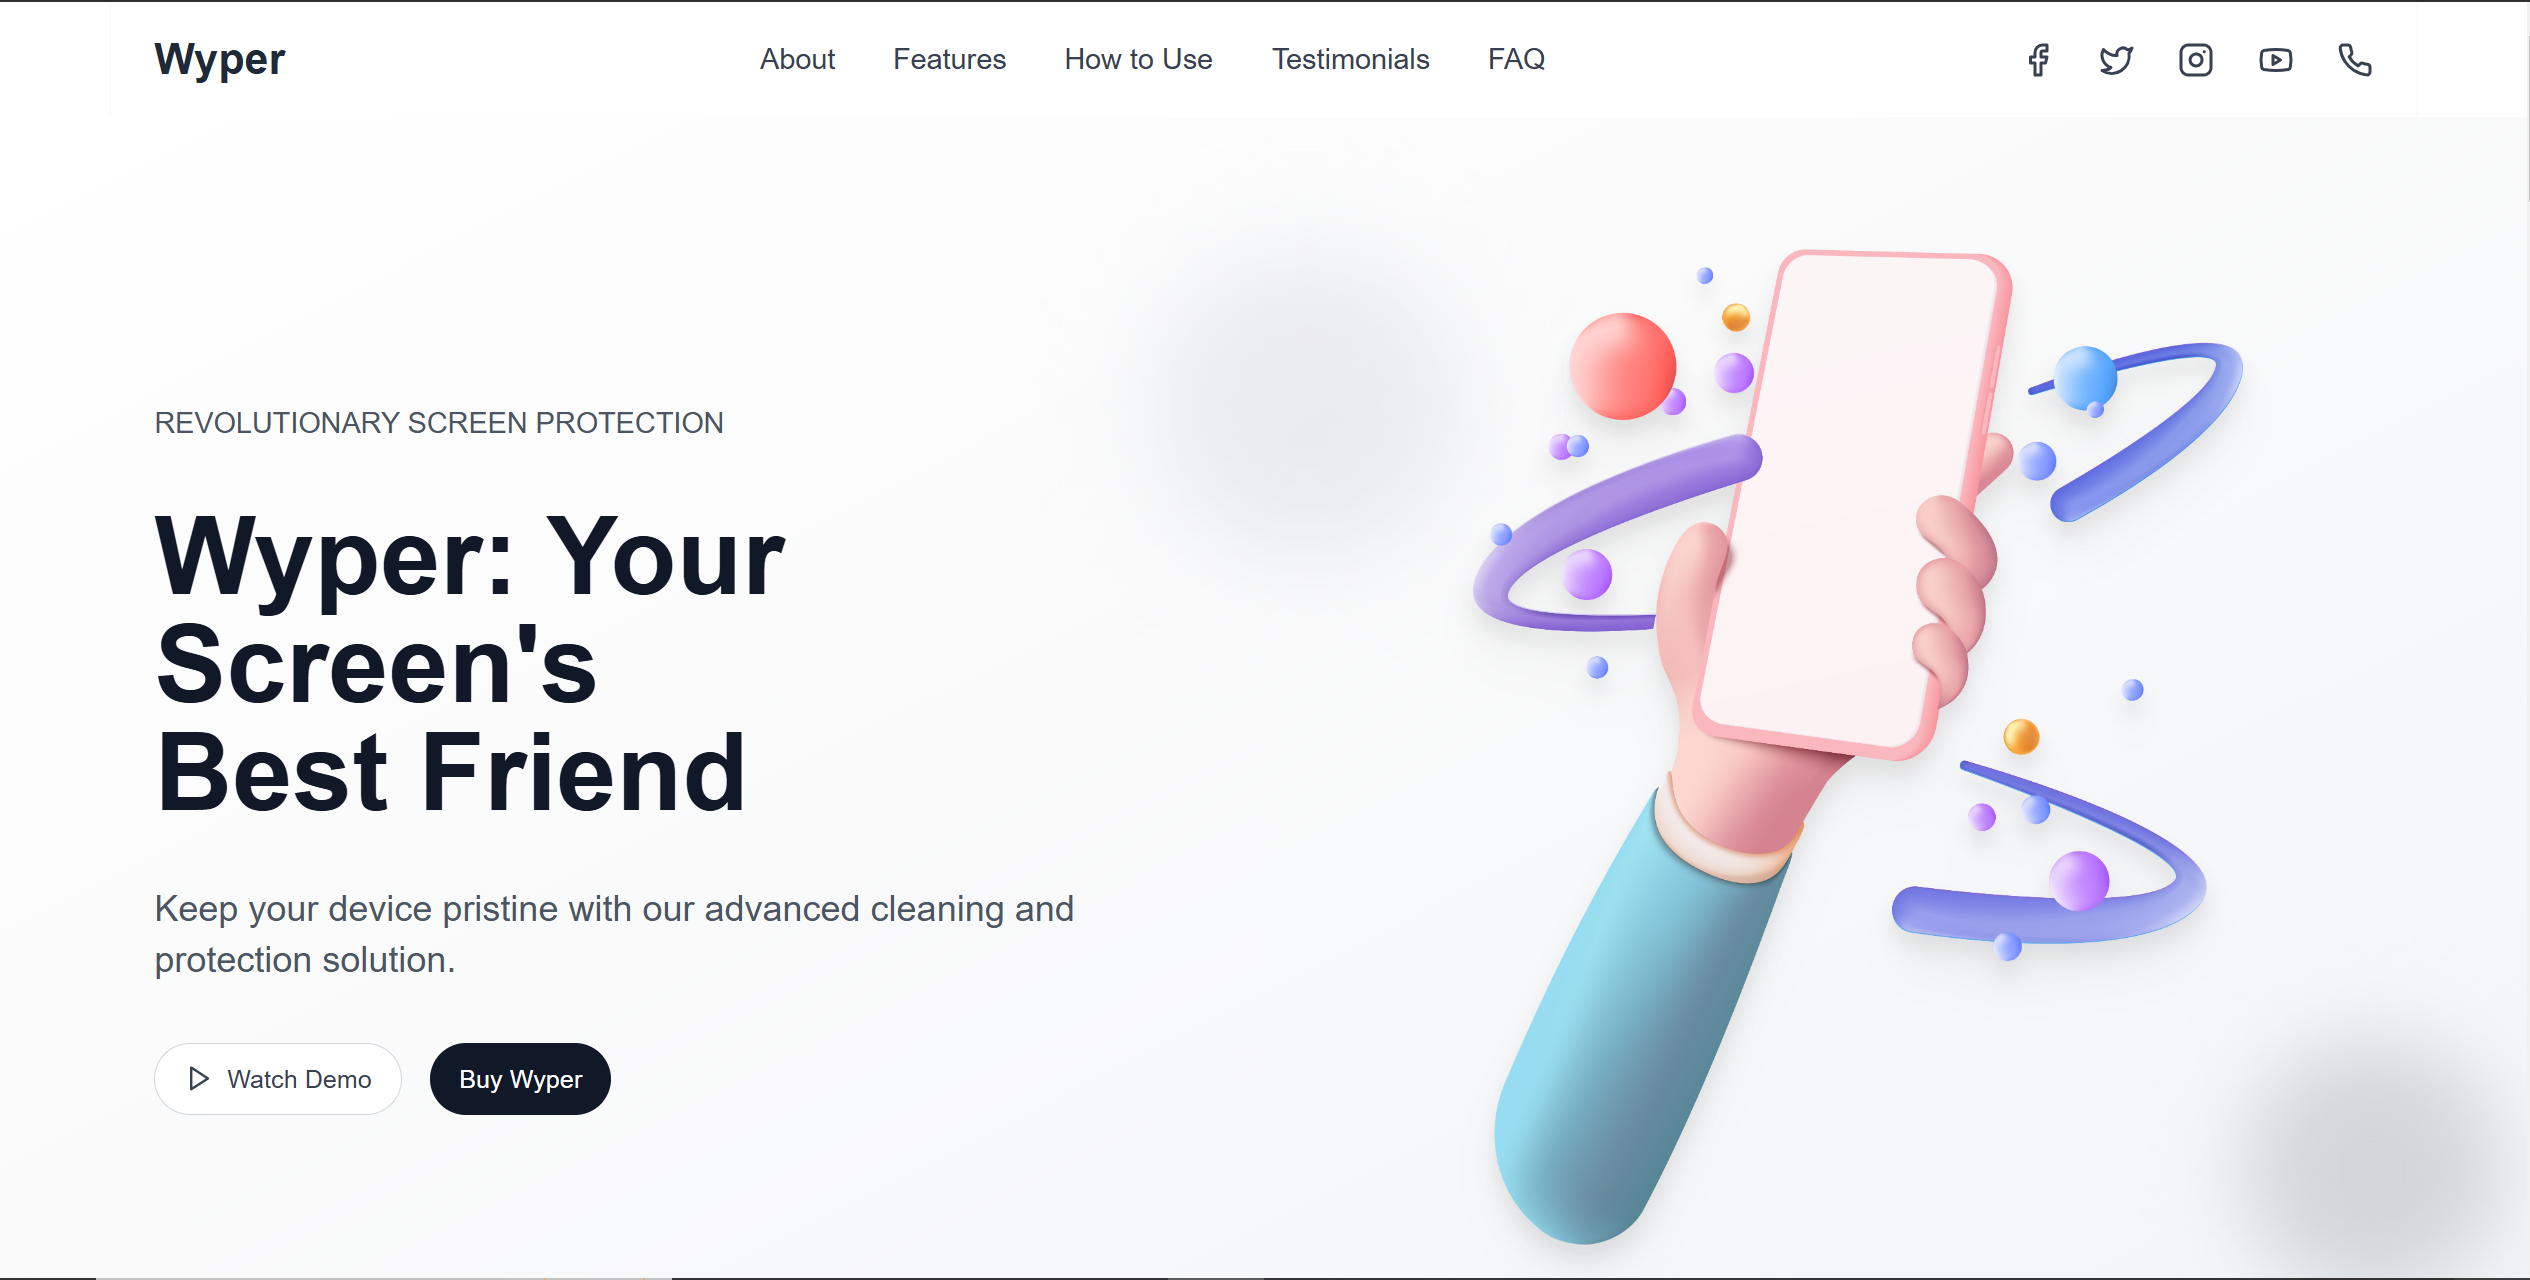 Wyper
About
Features
How to Use
Testimonials
FAQ
REVOLUTIONARY SCREEN PROTECTION
Wyper: Your
Screen's
Best Friend
Keep your device pristine with our advanced cleaning and
protection solution.
Watch Demo
Buy Wyper